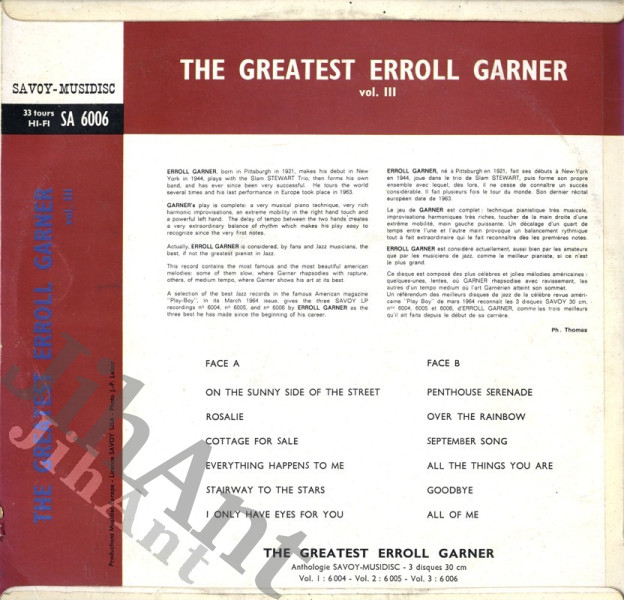 THE GREATEST ERROLL GARNER
vol. III
SAVOY-MUSIDISC
33 tours
HI-FI SA 6006
THE GREATEST ERROLL GARNER
vol. III
ERROLL GARNER, born in Pittsburgh in 1921, makes his debut in New
York in 1944, plays with the Slam STEWART Trio, then forms his own
band, and has ever since been very successful. He tours the world
several times and his last performance in Europe took place in 1963.
GARNER's play is complete: a very musical piano technique, very rich
harmonic improvisations, an extreme mobility in the right hand touch and
a powerful left hand. The delay of tempo between the two hands creates
a very extraordinary balance of rhythm which makes his play easy to
recognize since the very first notes.
Actually, ERROLL GARNER is considered, by fans and Jazz musicians, the
best, if not the greatest pianist in Jazz.
This record contains the most famous and the most beautiful american
melodies: some of them slow, where Garner rhapsodies with rapture,
others, of medium tempo, where Garner shows his art at its best.
A selection of the best Jazz records in the famous American magazine
"Play-Boy", in its March 1964 issue, gives the three SAVOY LP
recordings nº 6004, nº 6005, and nº 6006 by ERROLL GARNER as the
three best he has made since the beginning of his career.
ERROLL GARNER, né à Pittsburgh en 1921, fait ses débuts à New-York
en 1944, joue dans le trio de Slam STEWART, puis forme son propre
ensemble avec lequel, dès lors, il ne cesse de connaître un succès
considérable. Il fait plusieurs fois le tour du monde. Son dernier récital
européen date de 1963.
Le jeu de GARNER est complet: technique pianistique très musicale,
improvisations harmoniques très riches, toucher de la main droite d'une
extrême mobilité, main gauche puissante. Un décalage d'un quart de
temps entre l'une et l'autre main provoque un balancement rythmique
tout à fait extraordinaire qui le fait reconnaître dès les premières notes.
ERROLL GARNER est considéré actuellement, aussi bien par les amateurs
que par les musiciens de jazz, comme le meilleur pianiste, si ce n'est
le plus grand.
Ce disque est composé des plus célèbres et jolies mélodies américaines:
quelques-unes, lentes, où GARNER rhapsodise avec ravissement, les
autres d'un tempo medium où l'art Garnérien atteint son sommet.
Un référendum des meilleurs disques de jazz de la célèbre revue améri-
caine "Play Boy" de mars 1964 reconnaît les 3 disques SAVOY 30 cm.
nos 6004, 6005 et 6006, d'ERROLL GARNER, comme les trois meilleurs
qu'il ait faits depuis le début de sa carrière.
Ph. Thomas
FACE A
ON THE SUNNY SIDE OF THE STREET
ROSALIE
COTTAGE FOR SALE
EVERYTHING HAPPENS TO ME
STAIRWAY TO THE STARS
I ONLY HAVE EYES FOR YOU
FACE B
PENTHOUSE SERENADE
OVER THE RAINBOW
SEPTEMBER SONG
ALL THE THINGS YOU ARE
GOODBYE
ALL OF ME
THE GREATEST ERROLL GARNER
Anthologie SAVOY-MUSIDISC - 3 disques 30 cm
Vol. 1 : 6004 - Vol. 2 : 6005 - Vol. 3 : 6006
JihAnt
JihAnt